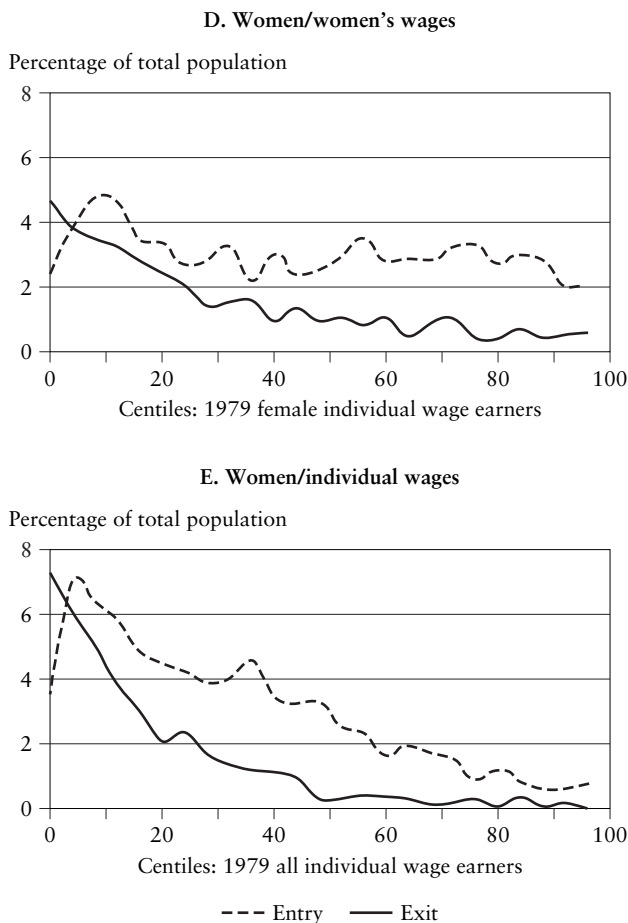 D. Women/women's wages
Percentage of total population
8
6
4
2
0
0 20 40 60 80 100
Centiles: 1979 female individual wage earners
E. Women/individual wages
Percentage of total population
8
6
4
2
0
0 20 40 60 80 100
Centiles: 1979 all individual wage earners
Entry Exit